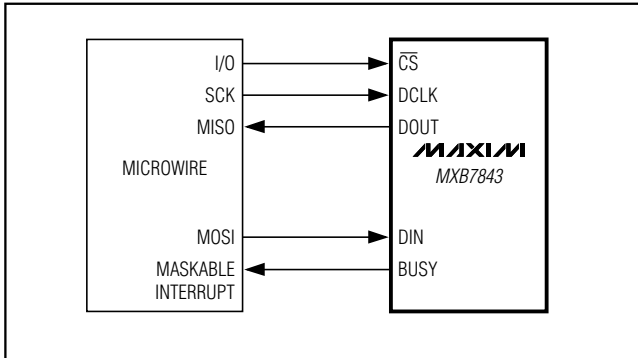 I/O
SCK
MISO
MICROWIRE
MOSI
MASKABLE
INTERRUPT
CS
DCLK
DOUT
MAXIM
MXB7843
DIN
BUSY